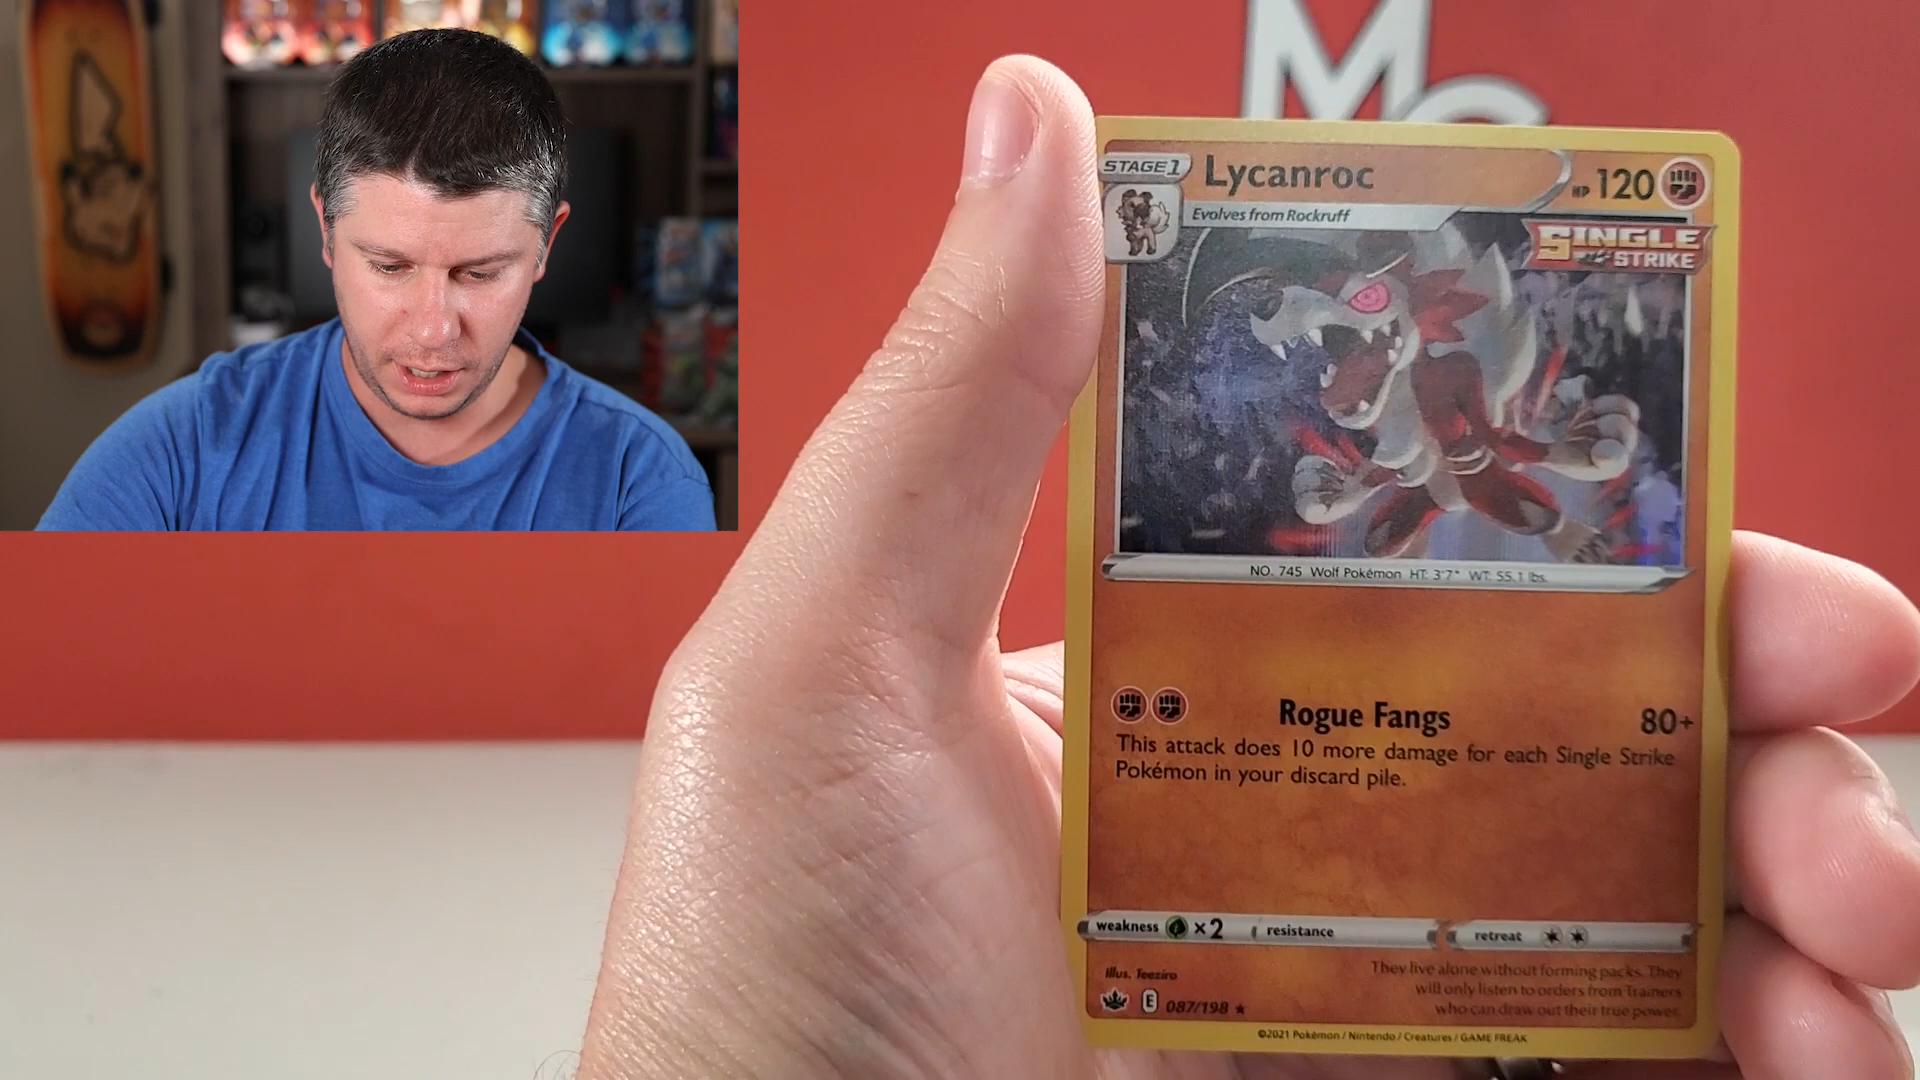 MC
STAGE 1
Lycanroc
HP 120
Evolves from Rockruff
SINGLE
STRIKE
NO. 745 Wolf Pokémon HT: 3'7" WT: 55.1 lbs.
Rogue Fangs 80+
This attack does 10 more damage for each Single Strike
Pokémon in your discard pile.
weakness ×2 resistance retreat
Illus. Teeziro
They live alone without forming packs. They
will only listen to orders from Trainers
who can draw out their true power.
E 087/198
©2021 Pokémon / Nintendo / Creatures / GAME FREAK